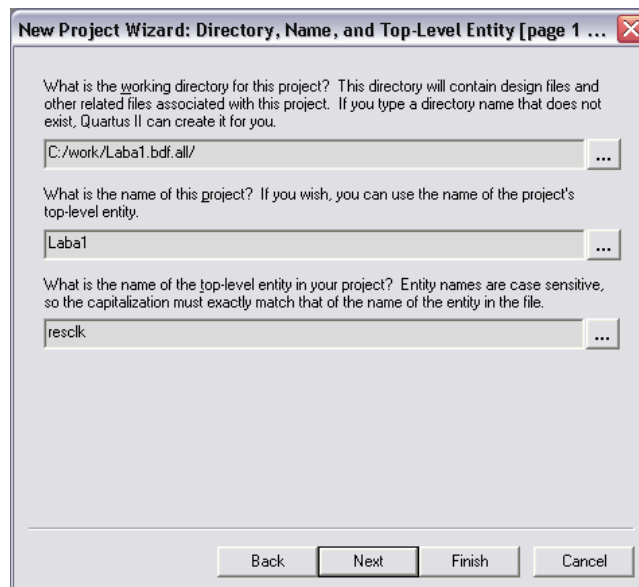 New Project Wizard: Directory, Name, and Top-Level Entity [page 1 ...
What is the working directory for this project? This directory will contain design files and
other related files associated with this project. If you type a directory name that does not
exist, Quartus II can create it for you.
C:/work/Laba1.bdf.all/
...
What is the name of this project? If you wish, you can use the name of the project's
top-level entity.
Laba1
...
What is the name of the top-level entity in your project? Entity names are case sensitive,
so the capitalization must exactly match that of the name of the entity in the file.
resclk
...
Back Next Finish Cancel